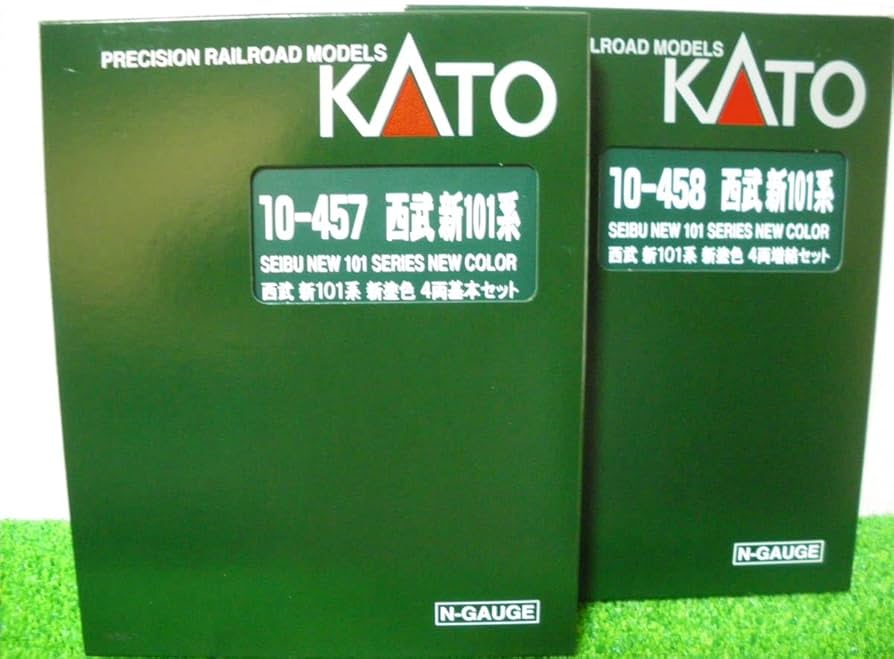 PRECISION RAILROAD MODELS
KATO
10-457 西武 新101系
SEIBU NEW 101 SERIES NEW COLOR
西武 新101系 新塗色 4両基本セット
N-GAUGE
LROAD MODELS
KATO
10-458 西武 新101系
SEIBU NEW 101 SERIES NEW COLOR
西武 新101系 新塗色 4両増結セット
N-GAUGE